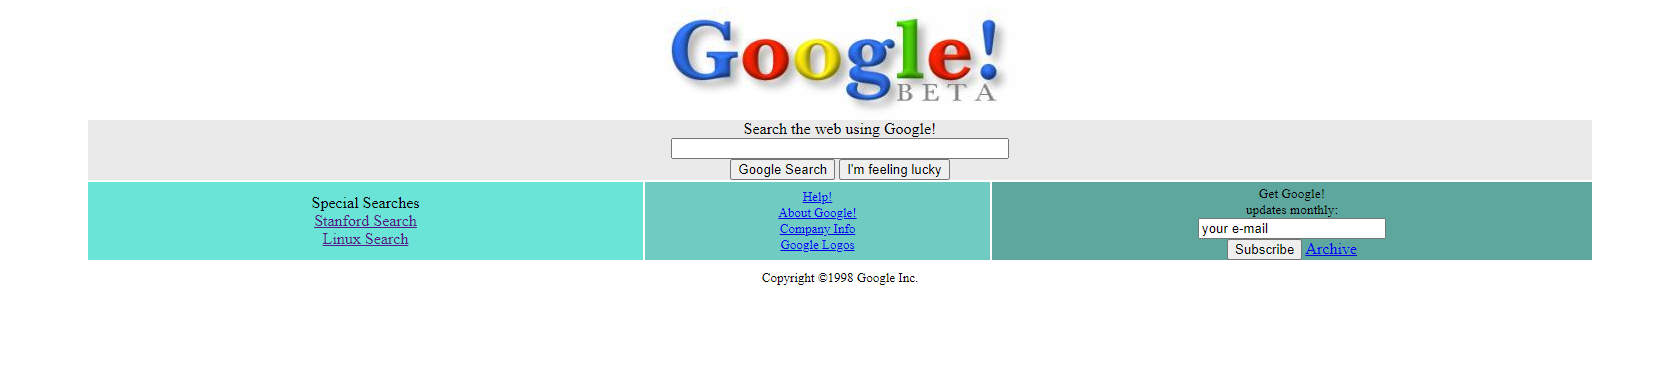 Google!
BETA
Search the web using Google!
Google Search I'm feeling lucky
Special Searches
Stanford Search
Linux Search
Help!
About Google!
Company Info
Google Logos
Get Google!
updates monthly:
your e-mail
Subscribe Archive
Copyright ©1998 Google Inc.